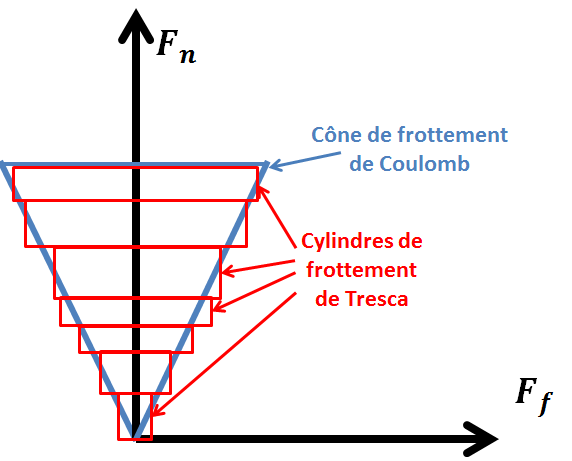 Fn
Cône de frottement
de Coulomb
Cylindres de
frottement
de Tresca
Ff